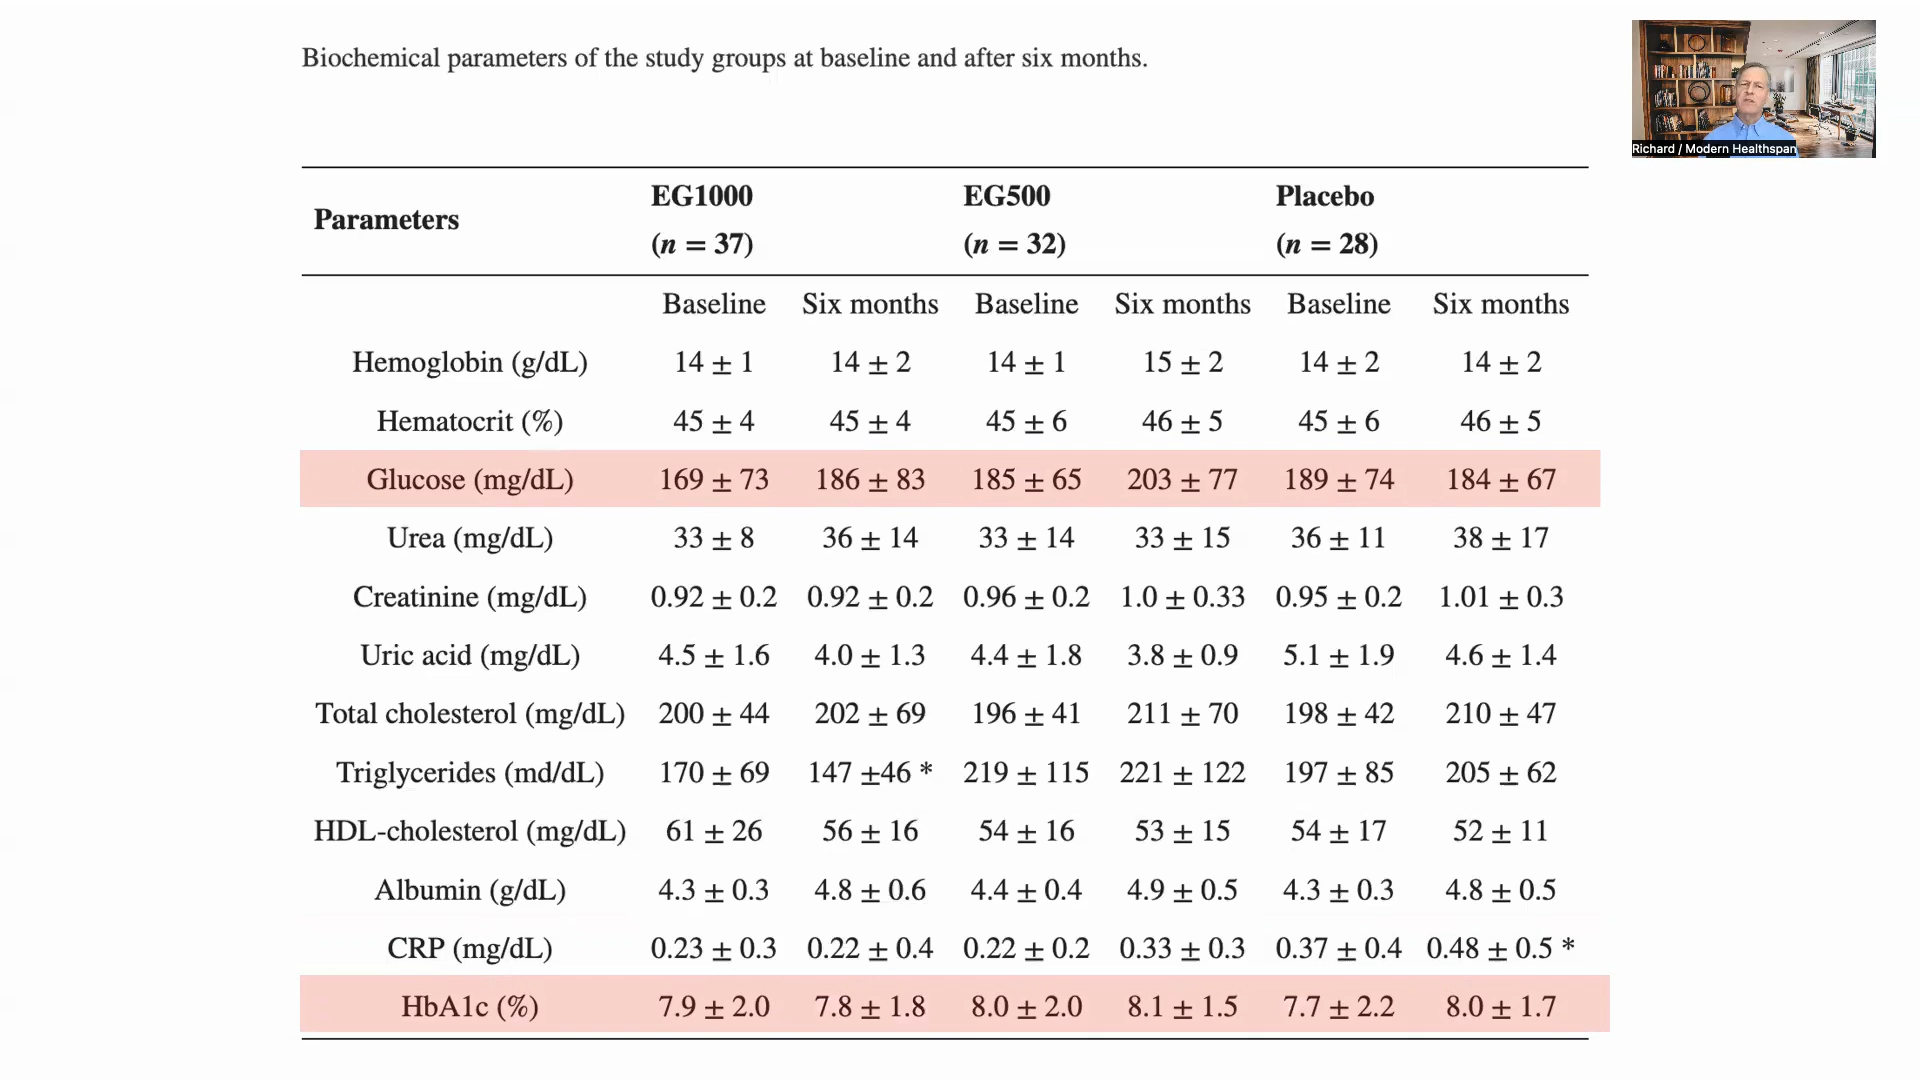 Biochemical parameters of the study groups at baseline and after six months.
Richard / Modern Healthspan
Parameters EG1000 (n = 37) EG500 (n = 32) Placebo (n = 28)
Baseline Six months Baseline Six months Baseline Six months
Hemoglobin (g/dL) 14 ± 1 14 ± 2 14 ± 1 15 ± 2 14 ± 2 14 ± 2
Hematocrit (%) 45 ± 4 45 ± 4 45 ± 6 46 ± 5 45 ± 6 46 ± 5
Glucose (mg/dL) 169 ± 73 186 ± 83 185 ± 65 203 ± 77 189 ± 74 184 ± 67
Urea (mg/dL) 33 ± 8 36 ± 14 33 ± 14 33 ± 15 36 ± 11 38 ± 17
Creatinine (mg/dL) 0.92 ± 0.2 0.92 ± 0.2 0.96 ± 0.2 1.0 ± 0.33 0.95 ± 0.2 1.01 ± 0.3
Uric acid (mg/dL) 4.5 ± 1.6 4.0 ± 1.3 4.4 ± 1.8 3.8 ± 0.9 5.1 ± 1.9 4.6 ± 1.4
Total cholesterol (mg/dL) 200 ± 44 202 ± 69 196 ± 41 211 ± 70 198 ± 42 210 ± 47
Triglycerides (md/dL) 170 ± 69 147 ±46 * 219 ± 115 221 ± 122 197 ± 85 205 ± 62
HDL-cholesterol (mg/dL) 61 ± 26 56 ± 16 54 ± 16 53 ± 15 54 ± 17 52 ± 11
Albumin (g/dL) 4.3 ± 0.3 4.8 ± 0.6 4.4 ± 0.4 4.9 ± 0.5 4.3 ± 0.3 4.8 ± 0.5
CRP (mg/dL) 0.23 ± 0.3 0.22 ± 0.4 0.22 ± 0.2 0.33 ± 0.3 0.37 ± 0.4 0.48 ± 0.5 *
HbA1c (%) 7.9 ± 2.0 7.8 ± 1.8 8.0 ± 2.0 8.1 ± 1.5 7.7 ± 2.2 8.0 ± 1.7